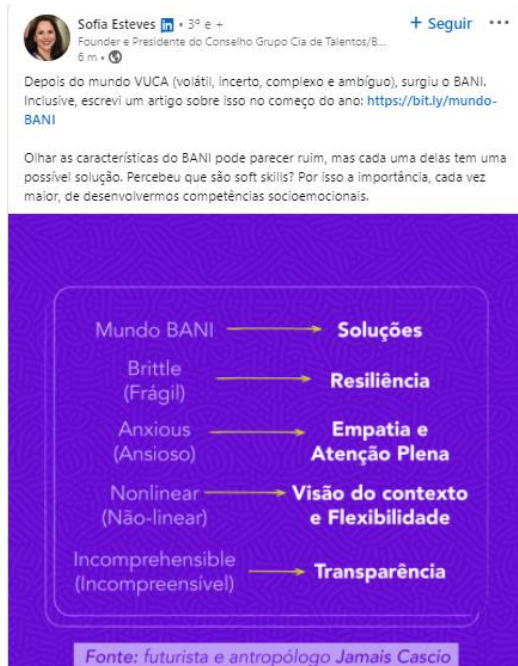 Sofia Esteves in • 3º e +
Founder e Presidente do Conselho Grupo Cia de Talentos/B...
6 m •
+ Seguir •••
Depois do mundo VUCA (volátil, incerto, complexo e ambíguo), surgiu o BANI.
Inclusive, escrevi um artigo sobre isso no começo do ano: https://bit.ly/mundo-
BANI
Olhar as características do BANI pode parecer ruim, mas cada uma delas tem uma
possível solução. Percebeu que são soft skills? Por isso a importância, cada vez
maior, de desenvolvermos competências socioemocionais.
Mundo BANI
Soluções
Brittle
(Frágil)
Resiliência
Anxious
(Ansioso)
Empatia e
Atenção Plena
Nonlinear
(Não-linear)
Visão do contexto
e Flexibilidade
Incomprehensible
(Incompreensível)
Transparência
Fonte: futurista e antropólogo Jamais Cascio